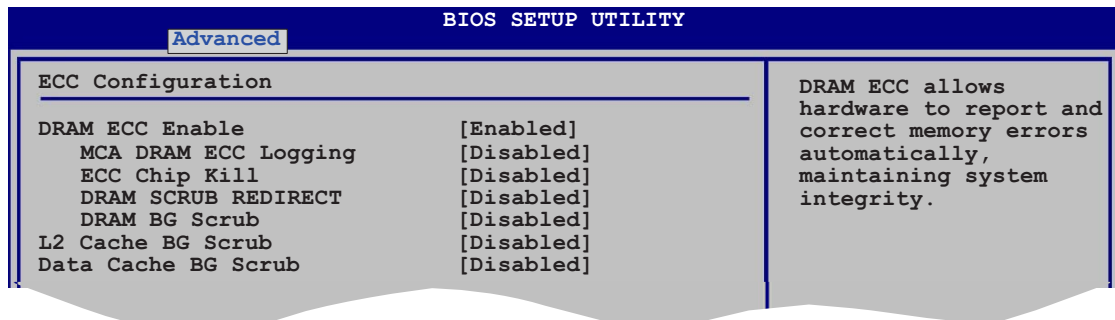 BIOS SETUP UTILITY
Advanced
ECC Configuration
DRAM ECC Enable [Enabled]
MCA DRAM ECC Logging [Disabled]
ECC Chip Kill [Disabled]
DRAM SCRUB REDIRECT [Disabled]
DRAM BG Scrub [Disabled]
L2 Cache BG Scrub [Disabled]
Data Cache BG Scrub [Disabled]
DRAM ECC allows
hardware to report and
correct memory errors
automatically,
maintaining system
integrity.